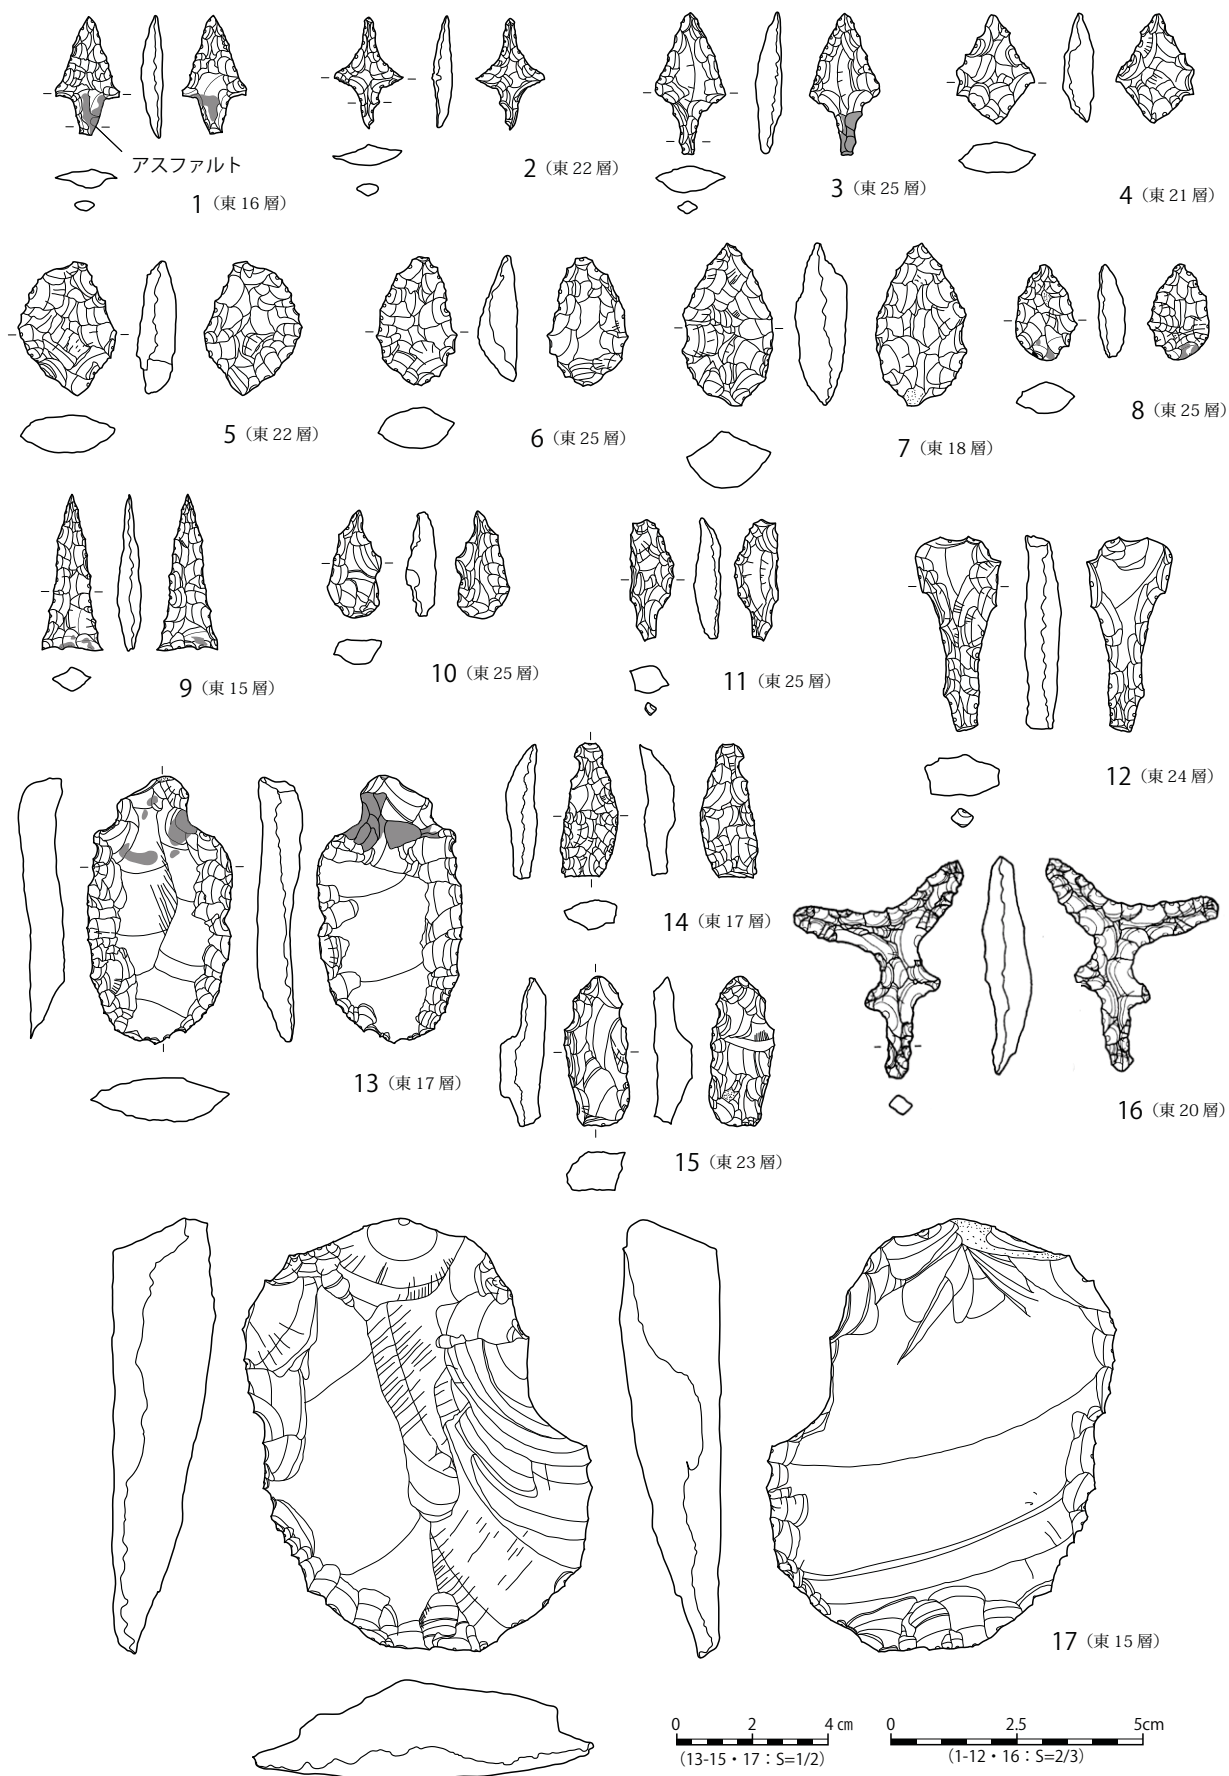 アスファルト
1（東 16 層）
2（東 22 層）
3（東 25 層）
4（東 21 層）
5（東 22 層）
6（東 25 層）
7（東 18 層）
8（東 25 層）
9（東 15 層）
10（東 25 層）
11（東 25 層）
12（東 24 層）
13（東 17 層）
14（東 17 層）
15（東 23 層）
16（東 20 層）
17（東 15 層）
0 2 4 ㎝
（13-15・17：S=1/2）
0 2.5 5cm
（1-12・16：S=2/3）